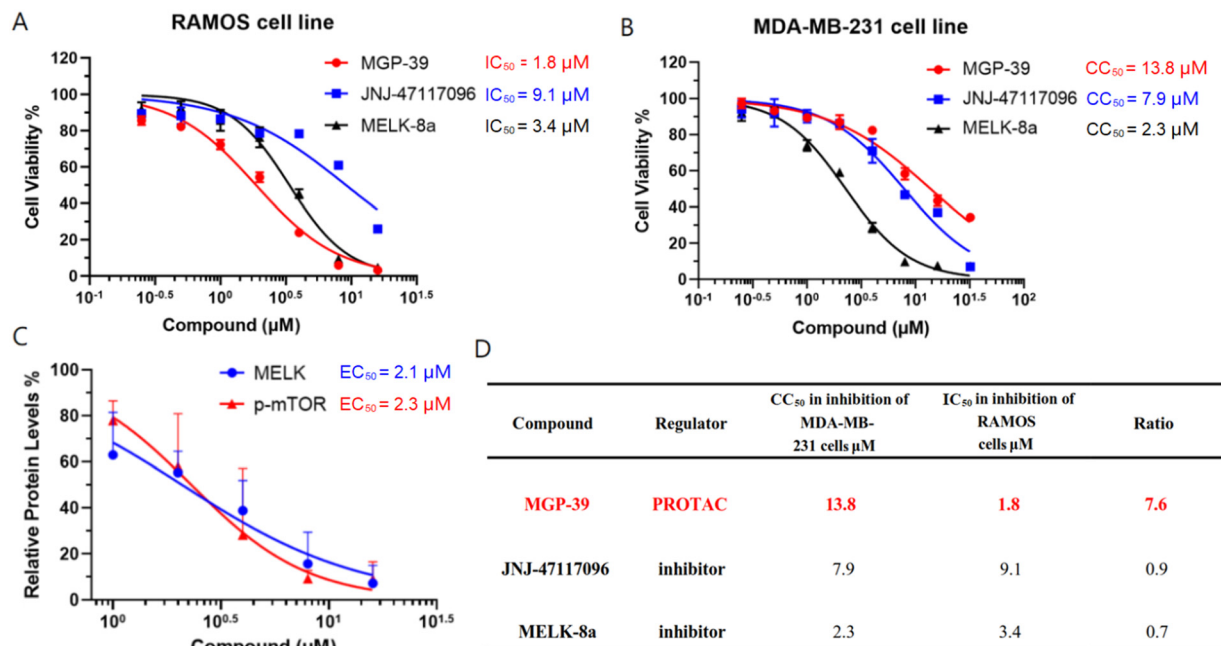 A
RAMOS cell line
120
100
80
60
40
20
0
Cell Viability %
MGP-39 IC50 = 1.8 µM
JNJ-47117096 IC50 = 9.1 µM
MELK-8a IC50 = 3.4 µM
10-1 10-0.5 100 100.5 101 101.5
Compound (µM)
B
MDA-MB-231 cell line
120
100
80
60
40
20
0
Cell Viability %
MGP-39 CC50 = 13.8 µM
JNJ-47117096 CC50 = 7.9 µM
MELK-8a CC50 = 2.3 µM
10-1 10-0.5 100 100.5 101 101.5 102
Compound (µM)
C
100
80
60
40
20
0
Relative Protein Levels %
MELK EC50 = 2.1 µM
p-mTOR EC50 = 2.3 µM
100 100.5 101 101.5
Compound (µM)
D
Compound
Regulator
CC50 in inhibition of
MDA-MB-
231 cells µM
IC50 in inhibition of
RAMOS
cells µM
Ratio
MGP-39 PROTAC 13.8 1.8 7.6
JNJ-47117096 inhibitor 7.9 9.1 0.9
MELK-8a inhibitor 2.3 3.4 0.7